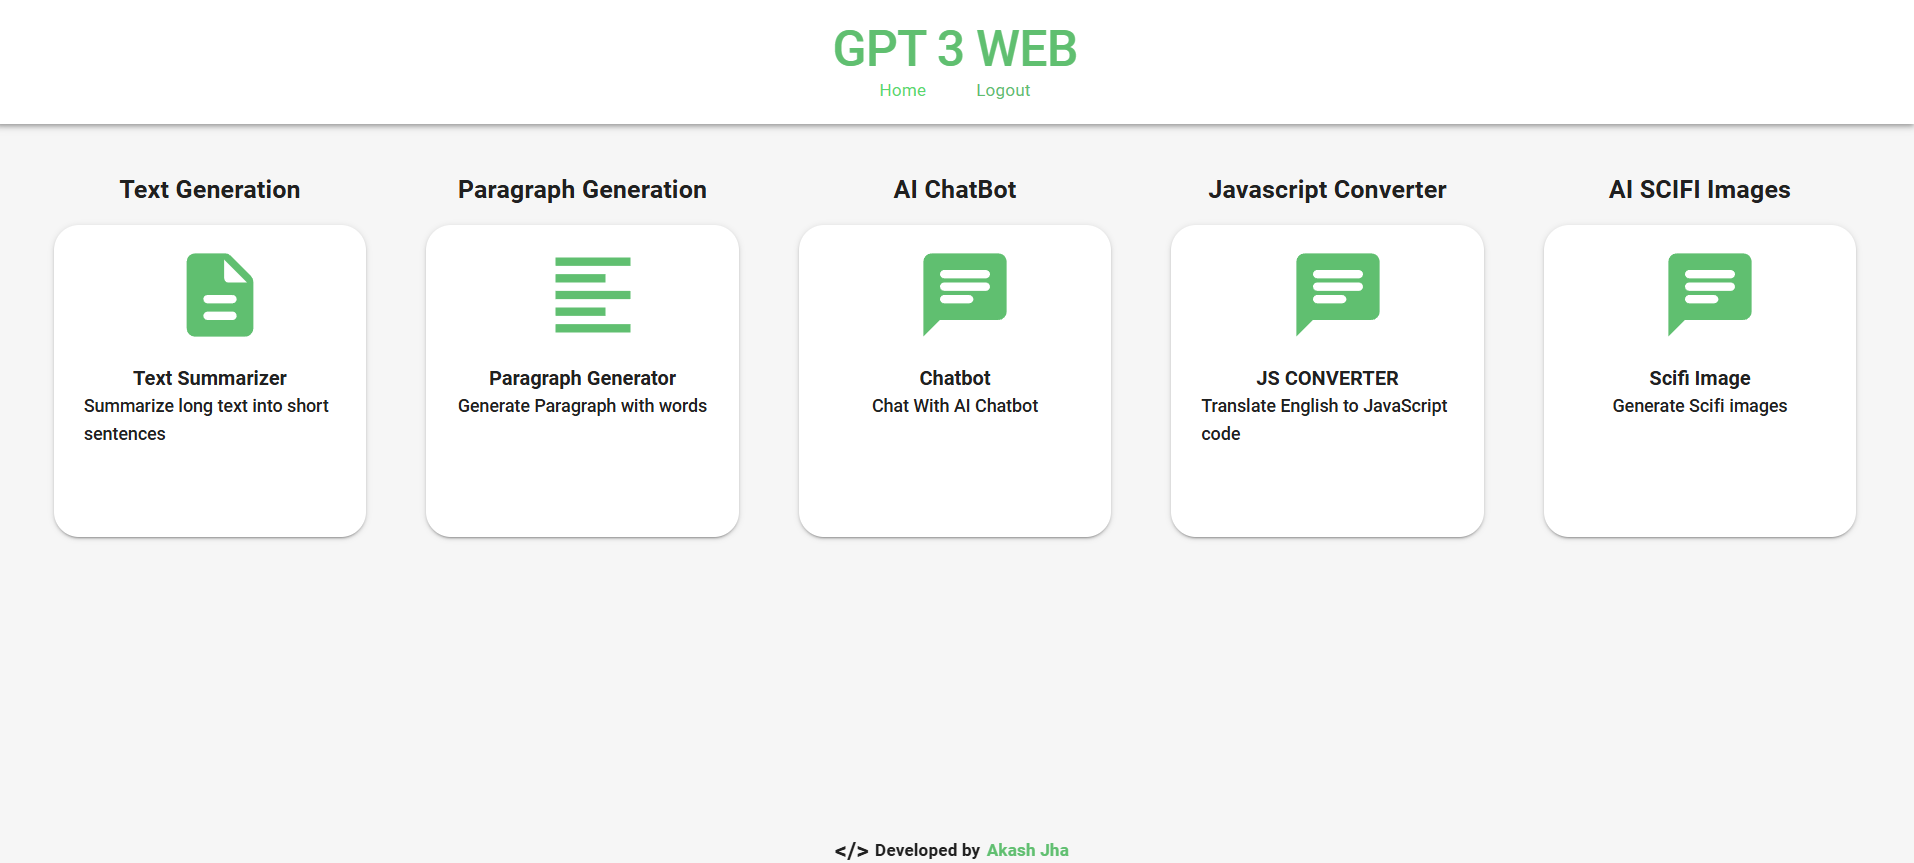 GPT 3 WEB
Home Logout
Text Generation
Text Summarizer
Summarize long text into short
sentences
Paragraph Generation
Paragraph Generator
Generate Paragraph with words
AI ChatBot
Chatbot
Chat With AI Chatbot
Javascript Converter
JS CONVERTER
Translate English to JavaScript
code
AI SCIFI Images
Scifi Image
Generate Scifi images
</> Developed by Akash Jha